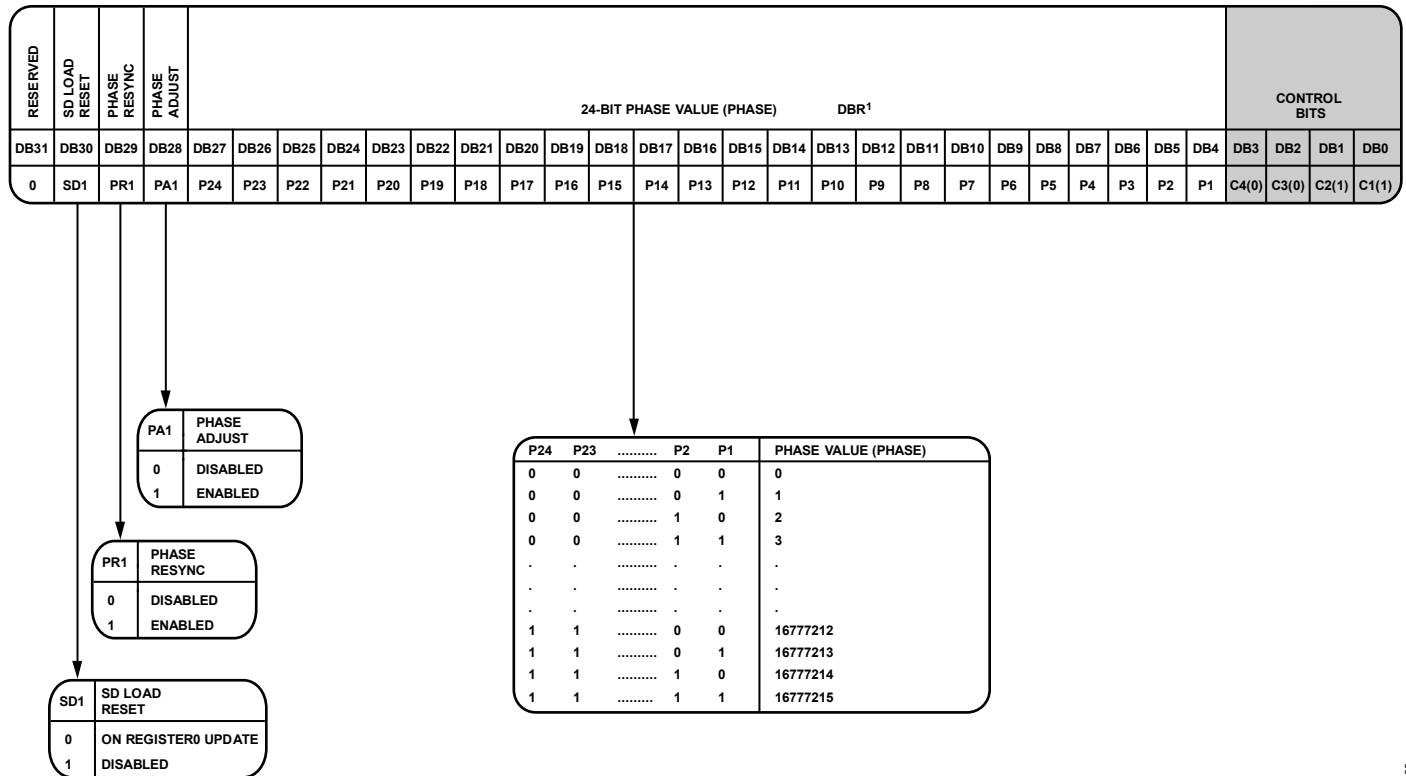 RESERVED
SD LOAD
RESET
PHASE
RESYNC
PHASE
ADJUST
24-BIT PHASE VALUE (PHASE) DBR1
CONTROL
BITS
DB31 DB30 DB29 DB28 DB27 DB26 DB25 DB24 DB23 DB22 DB21 DB20 DB19 DB18 DB17 DB16 DB15 DB14 DB13 DB12 DB11 DB10 DB9 DB8 DB7 DB6 DB5 DB4 DB3 DB2 DB1 DB0
0 SD1 PR1 PA1 P24 P23 P22 P21 P20 P19 P18 P17 P16 P15 P14 P13 P12 P11 P10 P9 P8 P7 P6 P5 P4 P3 P2 P1 C4(0) C3(0) C2(1) C1(1)
PA1 PHASE
ADJUST
0 DISABLED
1 ENABLED
PR1 PHASE
RESYNC
0 DISABLED
1 ENABLED
SD1 SD LOAD
RESET
0 ON REGISTER0 UPDATE
1 DISABLED
P24 P23 .......... P2 P1 PHASE VALUE (PHASE)
0 0 .......... 0 0 0
0 0 .......... 0 1 1
0 0 .......... 1 0 2
0 0 .......... 1 1 3
. . .......... . . .
. . .......... . . .
. . .......... . . .
1 1 .......... 0 0 16777212
1 1 .......... 0 1 16777213
1 1 .......... 1 0 16777214
1 1 ......... 1 1 16777215